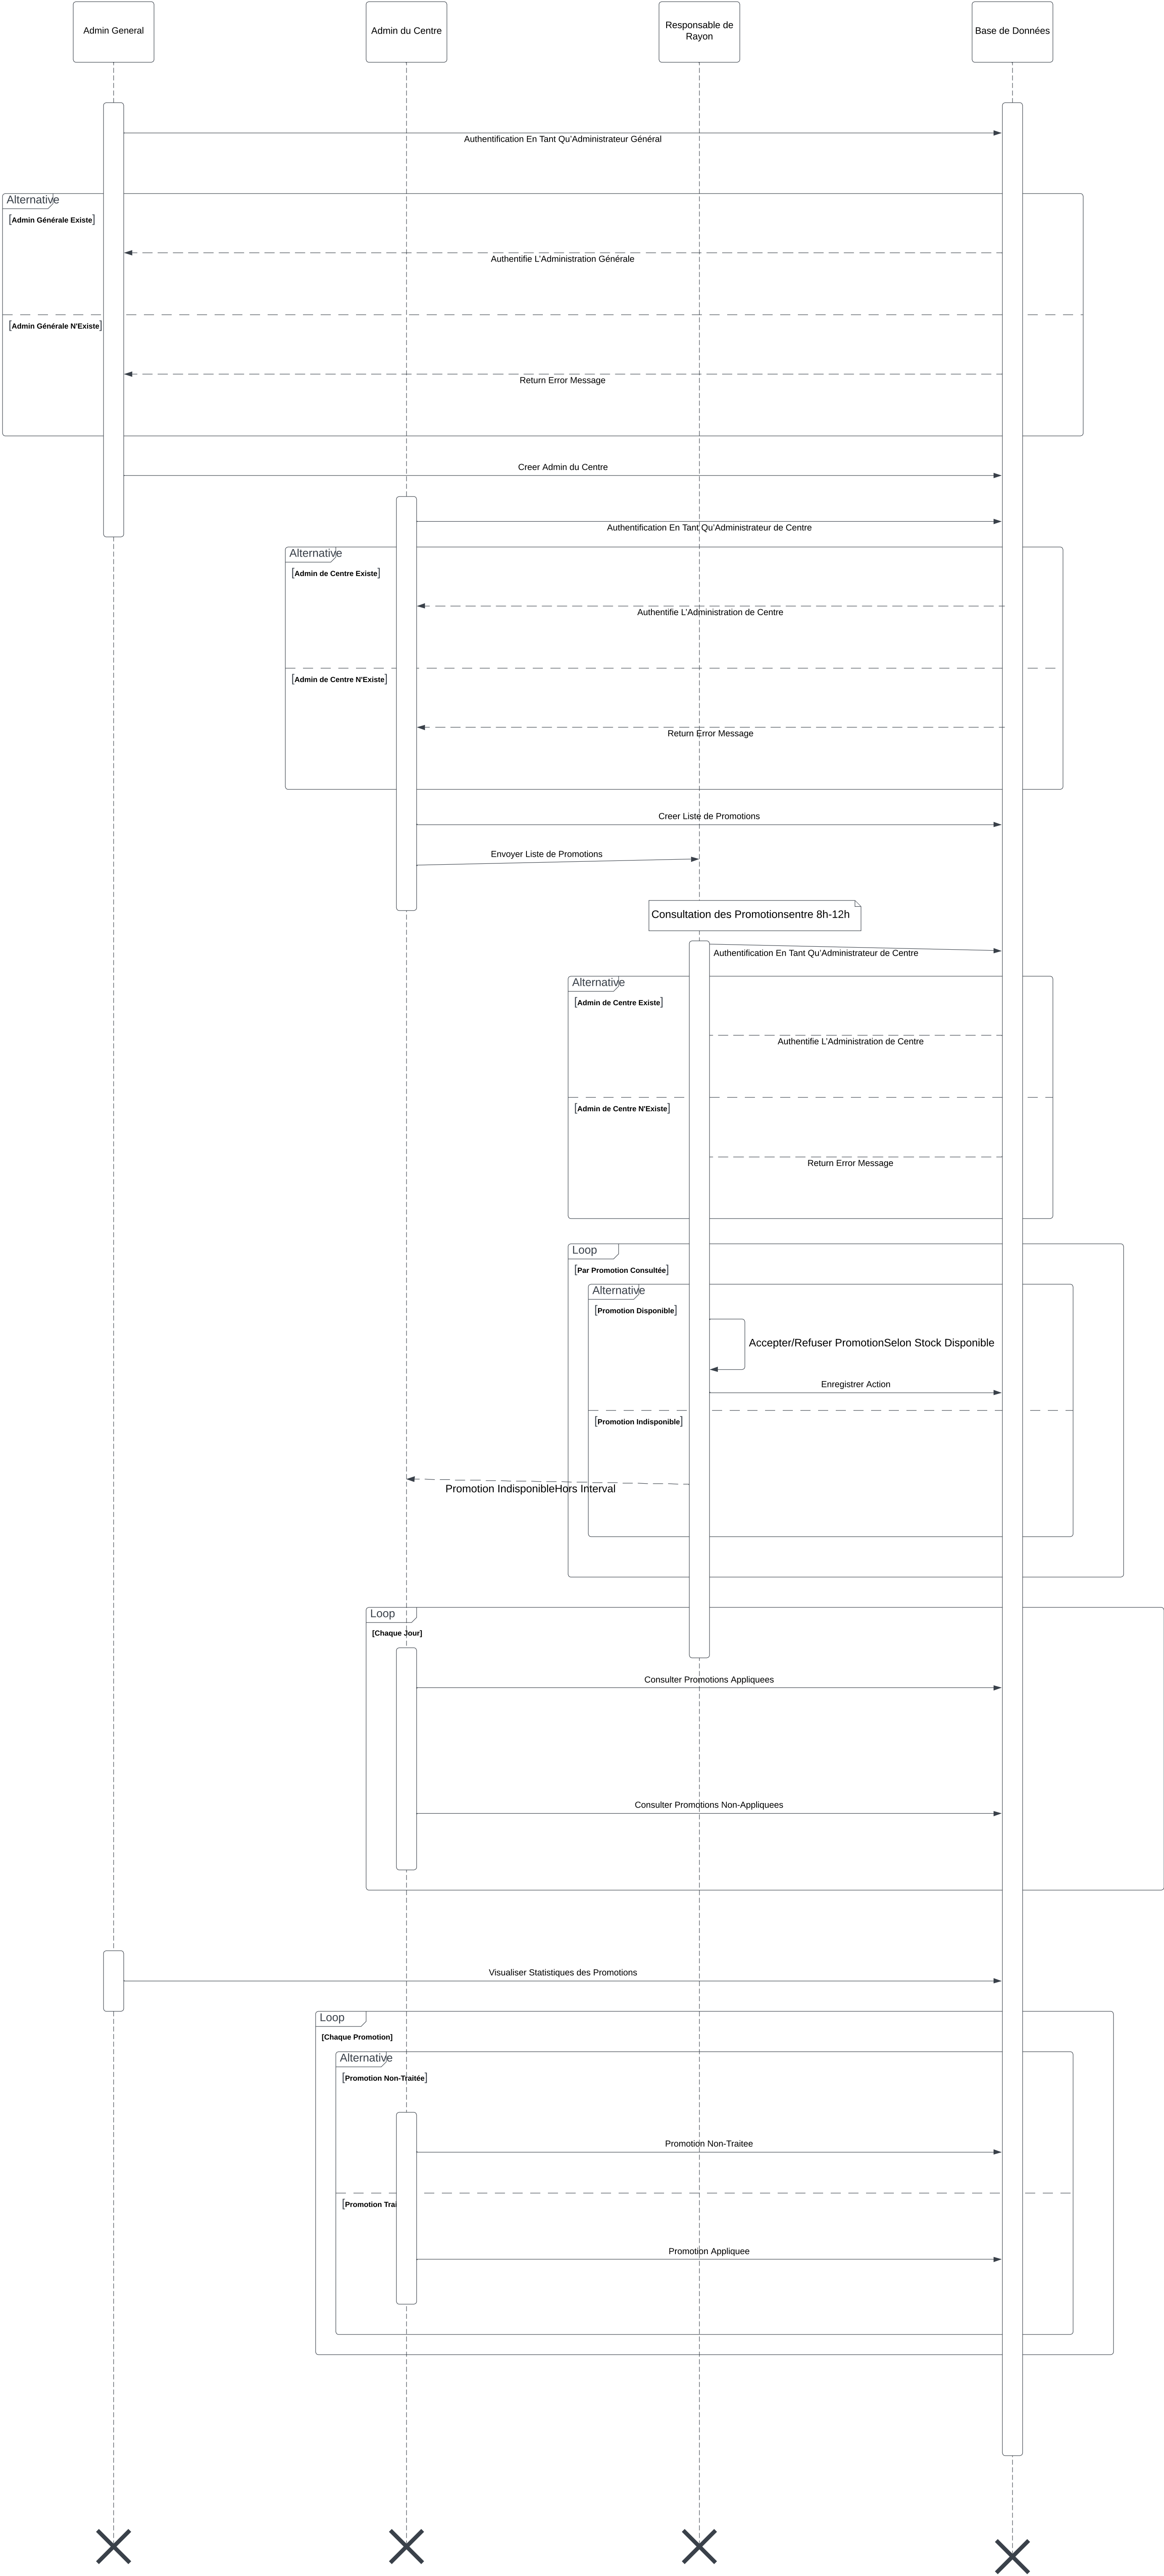 Admin General
Admin du Centre
Responsable de
Rayon
Base de Données
Authentification En Tant Qu'Administrateur Général
Alternative
[Admin Générale Existe]
Authentifie L'Administration Générale
[Admin Générale N'Existe]
Return Error Message
Creer Admin du Centre
Authentification En Tant Qu'Administrateur de Centre
Alternative
[Admin de Centre Existe]
Authentifie L'Administration de Centre
[Admin de Centre N'Existe]
Return Error Message
Creer Liste de Promotions
Envoyer Liste de Promotions
Consultation des Promotionsentre 8h-12h
Authentification En Tant Qu'Administrateur de Centre
Alternative
[Admin de Centre Existe]
Authentifie L'Administration de Centre
[Admin de Centre N'Existe]
Return Error Message
Loop
[Par Promotion Consultée]
Alternative
[Promotion Disponible]
Accepter/Refuser PromotionSelon Stock Disponible
Enregistrer Action
[Promotion Indisponible]
Promotion IndisponibleHors Interval
Loop
[Chaque Jour]
Consulter Promotions Appliquees
Consulter Promotions Non-Appliquees
Visualiser Statistiques des Promotions
Loop
[Chaque Promotion]
Alternative
[Promotion Non-Traitée]
Promotion Non-Traitee
[Promotion Trai
Promotion Appliquee